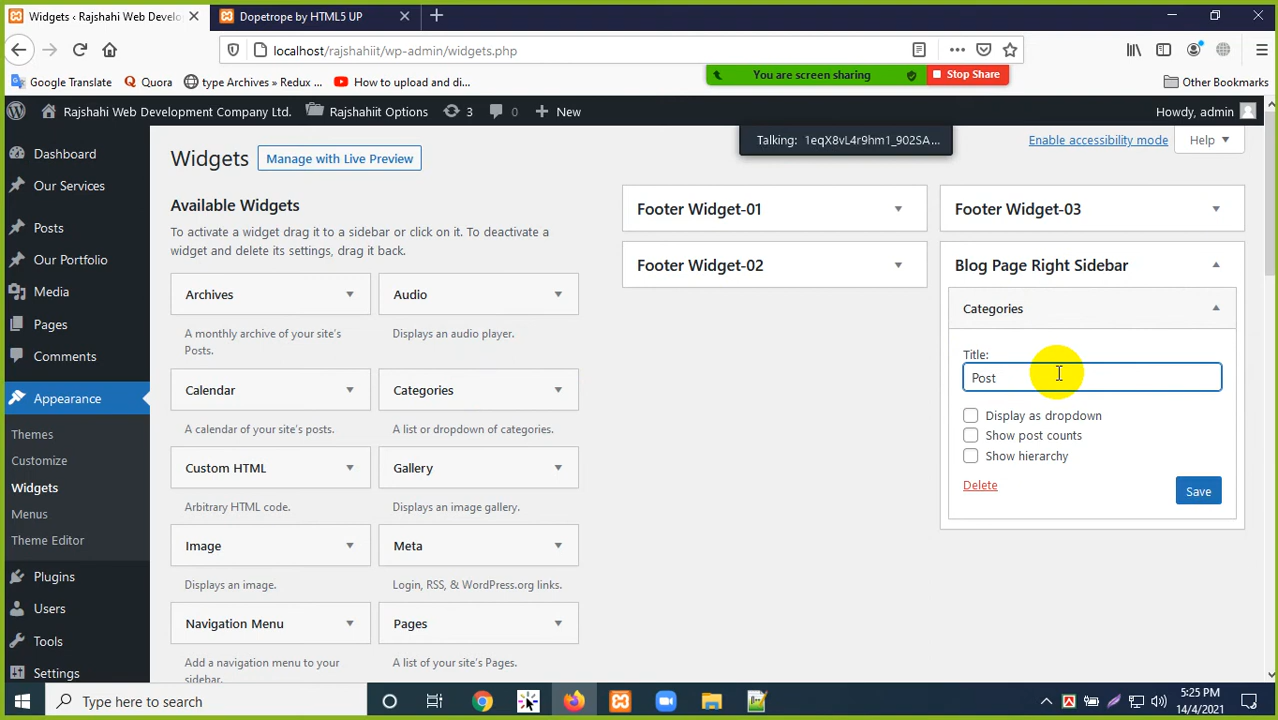 Widgets ‹ Rajshahi Web Develo
Dopetrope by HTML5 UP
localhost/rajshahiit/wp-admin/widgets.php
Google Translate
Quora
type Archives » Redux ...
How to upload and di...
You are screen sharing
Stop Share
Other Bookmarks
Rajshahi Web Development Company Ltd.
Rajshahiit Options
3
0
New
Howdy, admin
Talking: 1eqX8vL4r9hm1_902SA...
Enable accessibility mode
Help
Dashboard
Our Services
Posts
Our Portfolio
Media
Pages
Comments
Appearance
Themes
Customize
Widgets
Menus
Theme Editor
Plugins
Users
Tools
Settings
Widgets
Manage with Live Preview
Available Widgets
To activate a widget drag it to a sidebar or click on it. To deactivate a
widget and delete its settings, drag it back.
Archives
A monthly archive of your site's
Posts.
Audio
Displays an audio player.
Calendar
A calendar of your site's posts.
Categories
A list or dropdown of categories.
Custom HTML
Arbitrary HTML code.
Gallery
Displays an image gallery.
Image
Displays an image.
Meta
Login, RSS, & WordPress.org links.
Navigation Menu
Add a navigation menu to your
sidebar.
Pages
A list of your site's Pages.
Footer Widget-01
Footer Widget-02
Footer Widget-03
Blog Page Right Sidebar
Categories
Title:
Post
Display as dropdown
Show post counts
Show hierarchy
Delete
Save
Type here to search
5:25 PM
14/4/2021